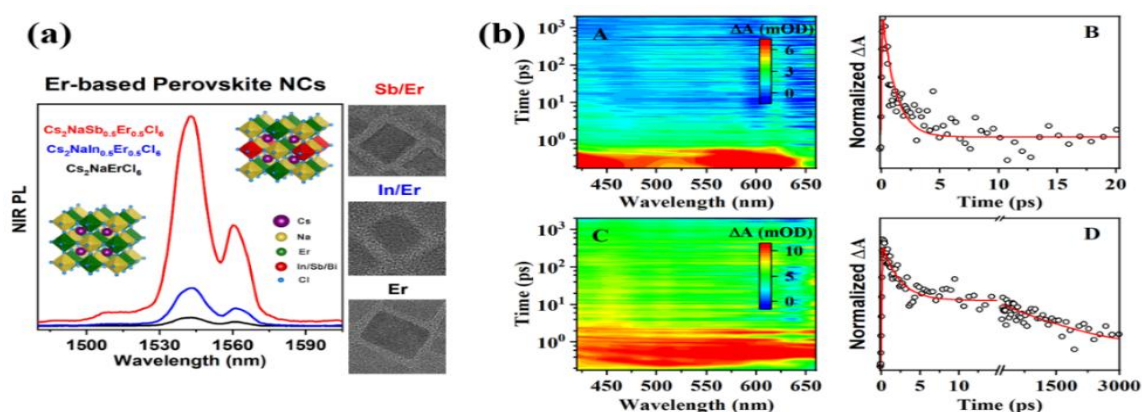 (a)
Er-based Perovskite NCs
Cs₂NaSb₀.₅Er₀.₅Cl₆
Cs₂NaIn₀.₅Er₀.₅Cl₆
Cs₂NaErCl₆
NIR PL
Cs
Na
Er
In/Sb/Bi
Cl
1500 1530 1560 1590
Wavelength (nm)
Sb/Er
In/Er
Er
(b)
A
ΔA (mOD)
6
3
0
Time (ps)
10³
10²
10¹
10⁰
450 500 550 600 650
Wavelength (nm)
B
Normalized ΔA
0 5 10 15 20
Time (ps)
C
ΔA (mOD)
10
5
0
Time (ps)
10³
10²
10¹
10⁰
450 500 550 600 650
Wavelength (nm)
D
Normalized ΔA
0 5 10 1500 3000
Time (ps)